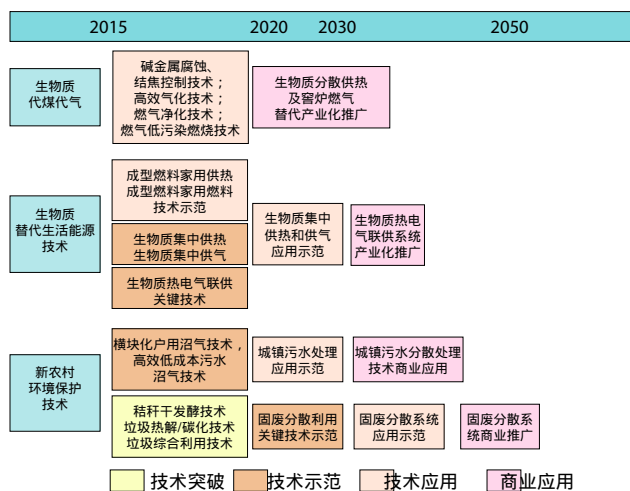 2015 2020 2030 2050
生物质
代煤代气
碱金属腐蚀、
结焦控制技术；
高效气化技术；
燃气净化技术；
燃气低污染燃烧技术
生物质分散供热
及窑炉燃气
替代产业化推广
生物质
替代生活能源
技术
成型燃料家用供热
成型燃料家用燃料
技术示范
生物质集中供热
生物质集中供气
生物质热电气联供
关键技术
生物质集中
供热和供气
应用示范
生物质热电
气联供系统
产业化推广
新农村
环境保护
技术
横块化户用沼气技术，
高效低成本污水
沼气技术
城镇污水处理
应用示范
城镇污水分散处理
技术商业应用
秸秆干发酵技术
垃圾热解/碳化技术
垃圾综合利用技术
固废分散利用
关键技术示范
固废分散系统
应用示范
固废分散系
统商业推广
技术突破 技术示范 技术应用 商业应用